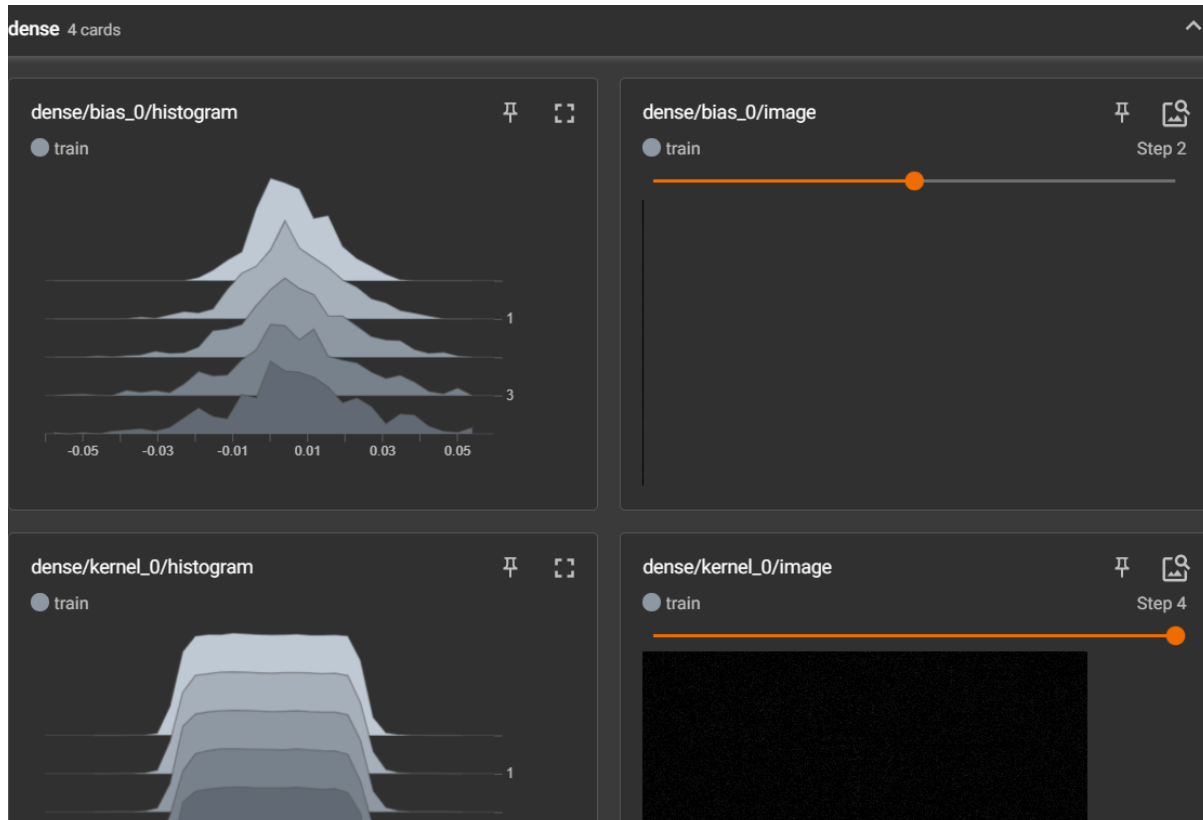 dense 4 cards
dense/bias_0/histogram
train
1
3
-0.05 -0.03 -0.01 0.01 0.03 0.05
dense/bias_0/image
train Step 2
dense/kernel_0/histogram
train
1
dense/kernel_0/image
train Step 4